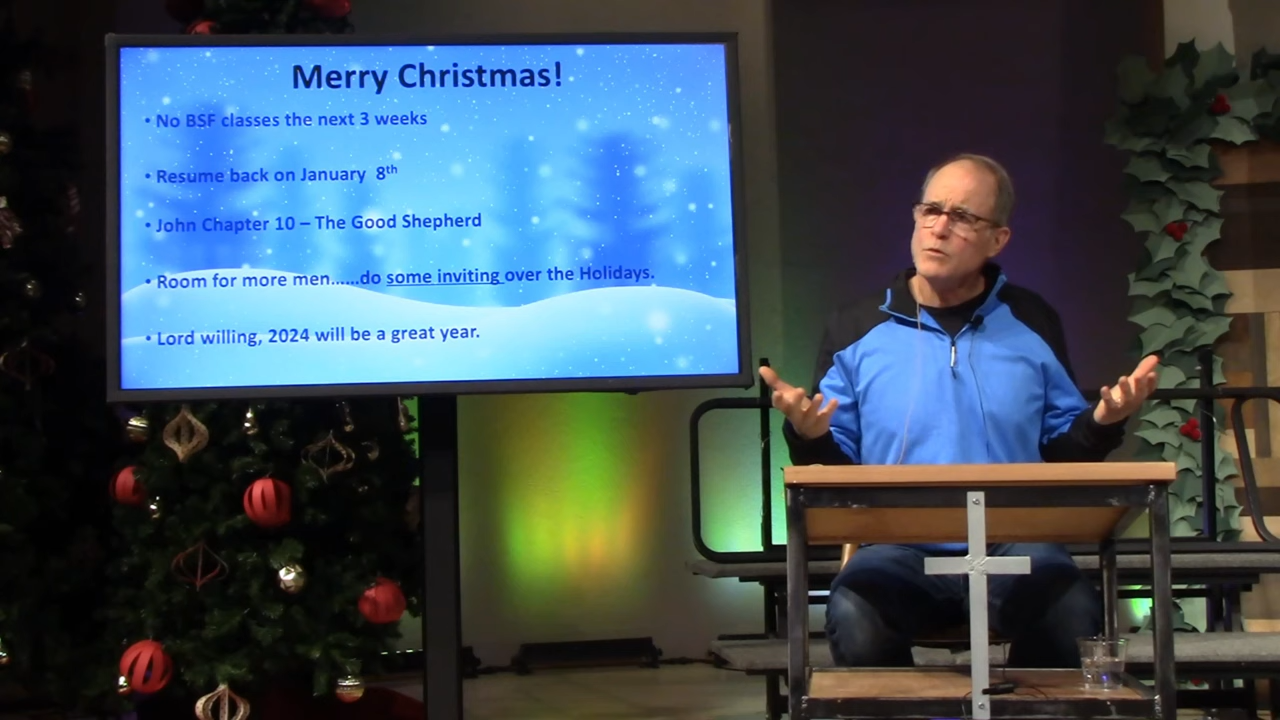 Merry Christmas!
• No BSF classes the next 3 weeks
• Resume back on January 8th
• John Chapter 10 – The Good Shepherd
• Room for more men......do some inviting over the Holidays.
• Lord willing, 2024 will be a great year.